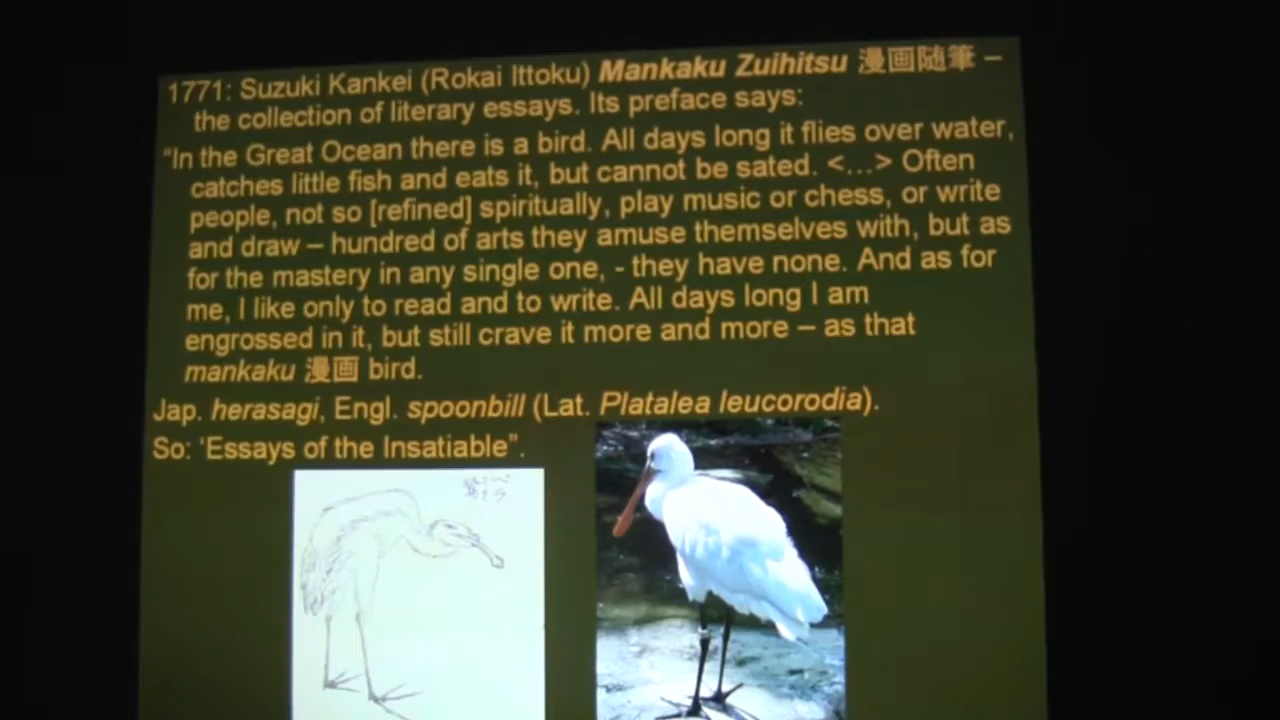 1771: Suzuki Kankei (Rokai Ittoku) Mankaku Zuihitsu 漫画随筆 –
the collection of literary essays. Its preface says:
“In the Great Ocean there is a bird. All days long it flies over water,
catches little fish and eats it, but cannot be sated. <...> Often
people, not so [refined] spiritually, play music or chess, or write
and draw – hundred of arts they amuse themselves with, but as
for the mastery in any single one, - they have none. And as for
me, I like only to read and to write. All days long I am
engrossed in it, but still crave it more and more – as that
mankaku 漫画 bird.
Jap. herasagi, Engl. spoonbill (Lat. Platalea leucorodia).
So: ‘Essays of the Insatiable”.